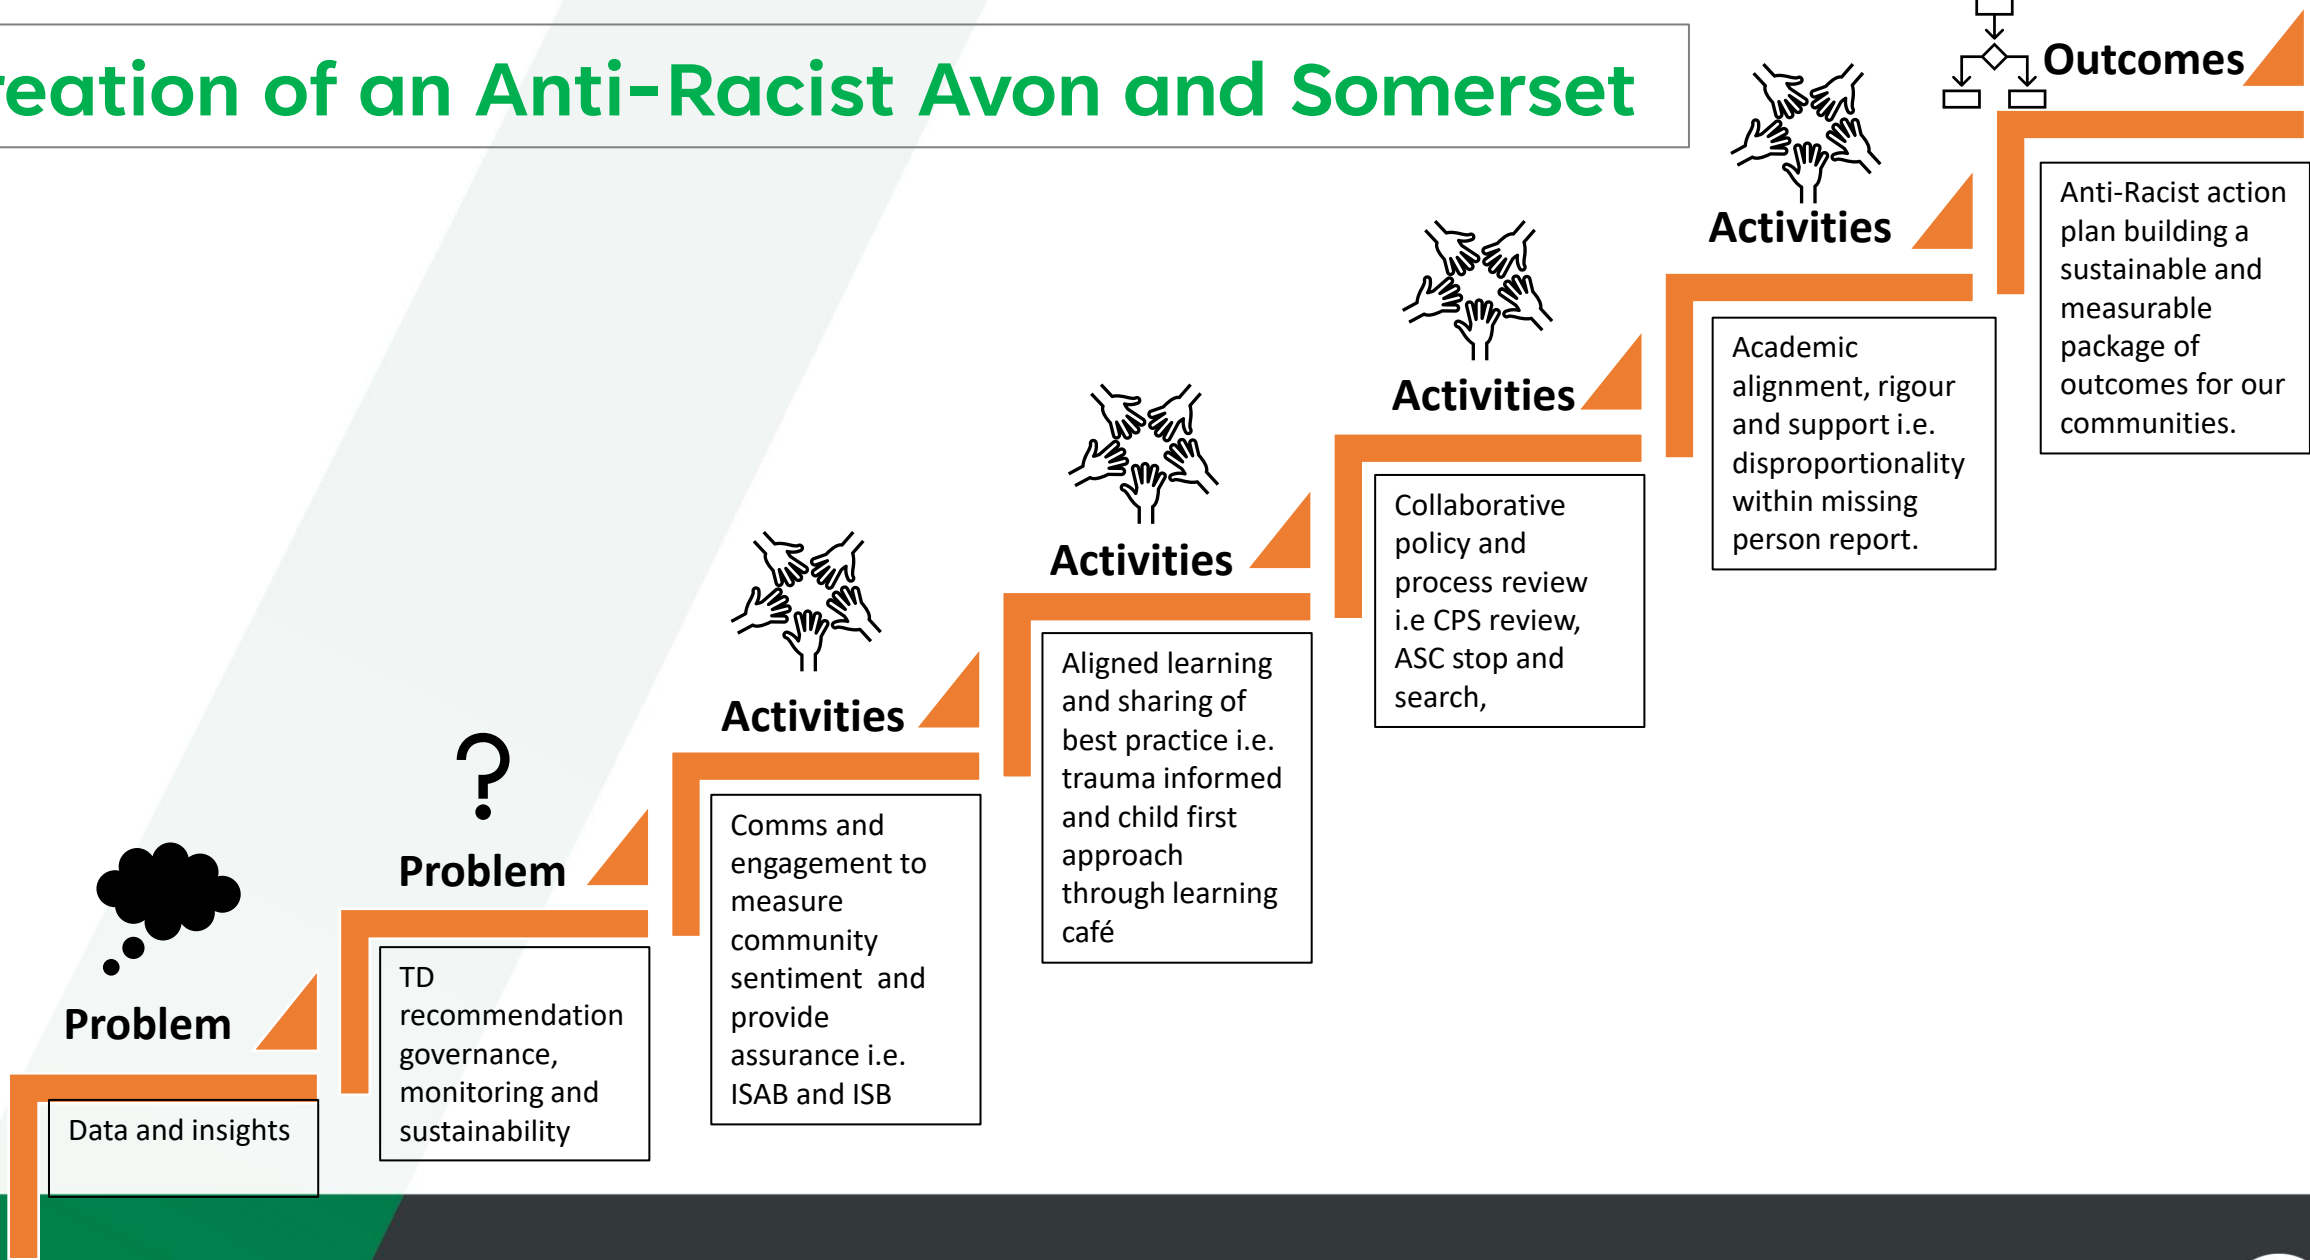 reation of an Anti-Racist Avon and Somerset
Problem
Data and insights
Problem
TD
recommendation
governance,
monitoring and
sustainability
Activities
Comms and
engagement to
measure
community
sentiment and
provide
assurance i.e.
ISAB and ISB
Activities
Aligned learning
and sharing of
best practice i.e.
trauma informed
and child first
approach
through learning
café
Activities
Collaborative
policy and
process review
i.e CPS review,
ASC stop and
search,
Activities
Academic
alignment, rigour
and support i.e.
disproportionality
within missing
person report.
Outcomes
Anti-Racist action
plan building a
sustainable and
measurable
package of
outcomes for our
communities.